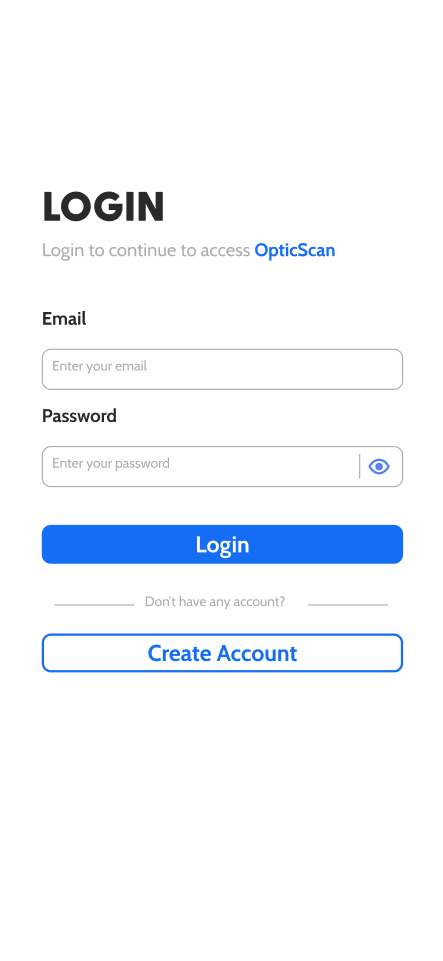 LOGIN
Login to continue to access OpticScan
Email
Enter your email
Password
Enter your password
Login
Don't have any account?
Create Account